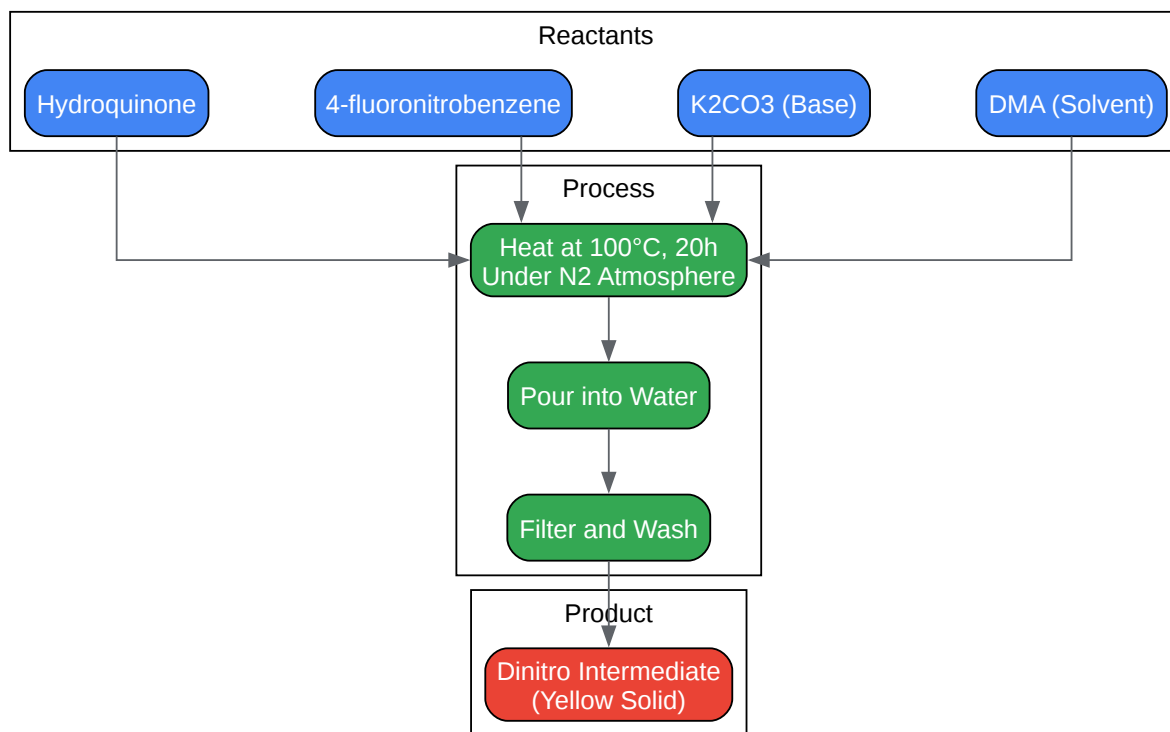 Reactants
Hydroquinone
4-fluoronitrobenzene
K2CO3 (Base)
DMA (Solvent)
Process
Heat at 100°C, 20h
Under N2 Atmosphere
Pour into Water
Filter and Wash
Product
Dinitro Intermediate
(Yellow Solid)